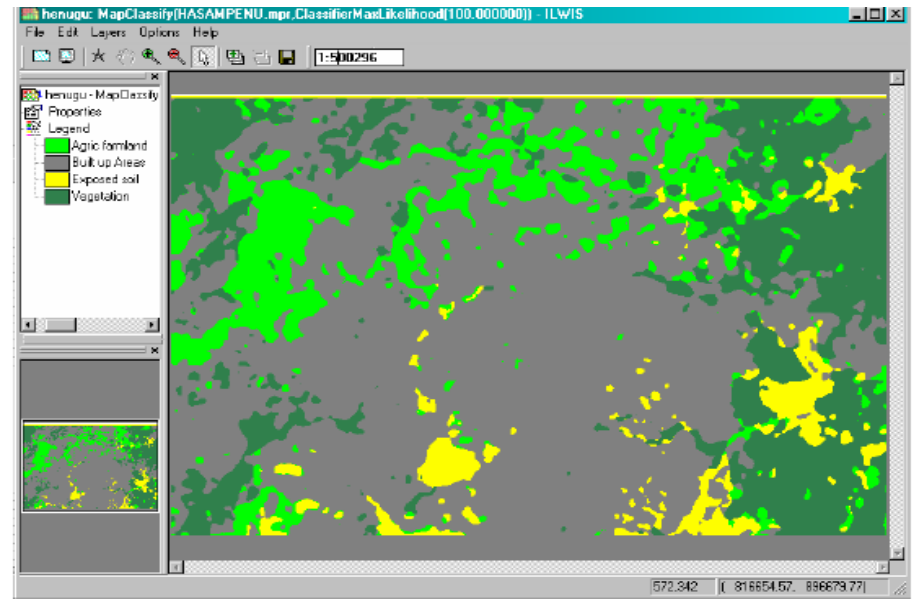 henugu: MapClassify(HASAMPENU.mpr,ClassifierMaxLikelihood(100.000000)) - ILWIS
File Edit Layers Options Help
1:500296
henugu - MapClassify
Properties
Legend
Agric farmland
Built up Areas
Exposed soil
Vegetation
572,342 ( 816654.57, 896679.77)